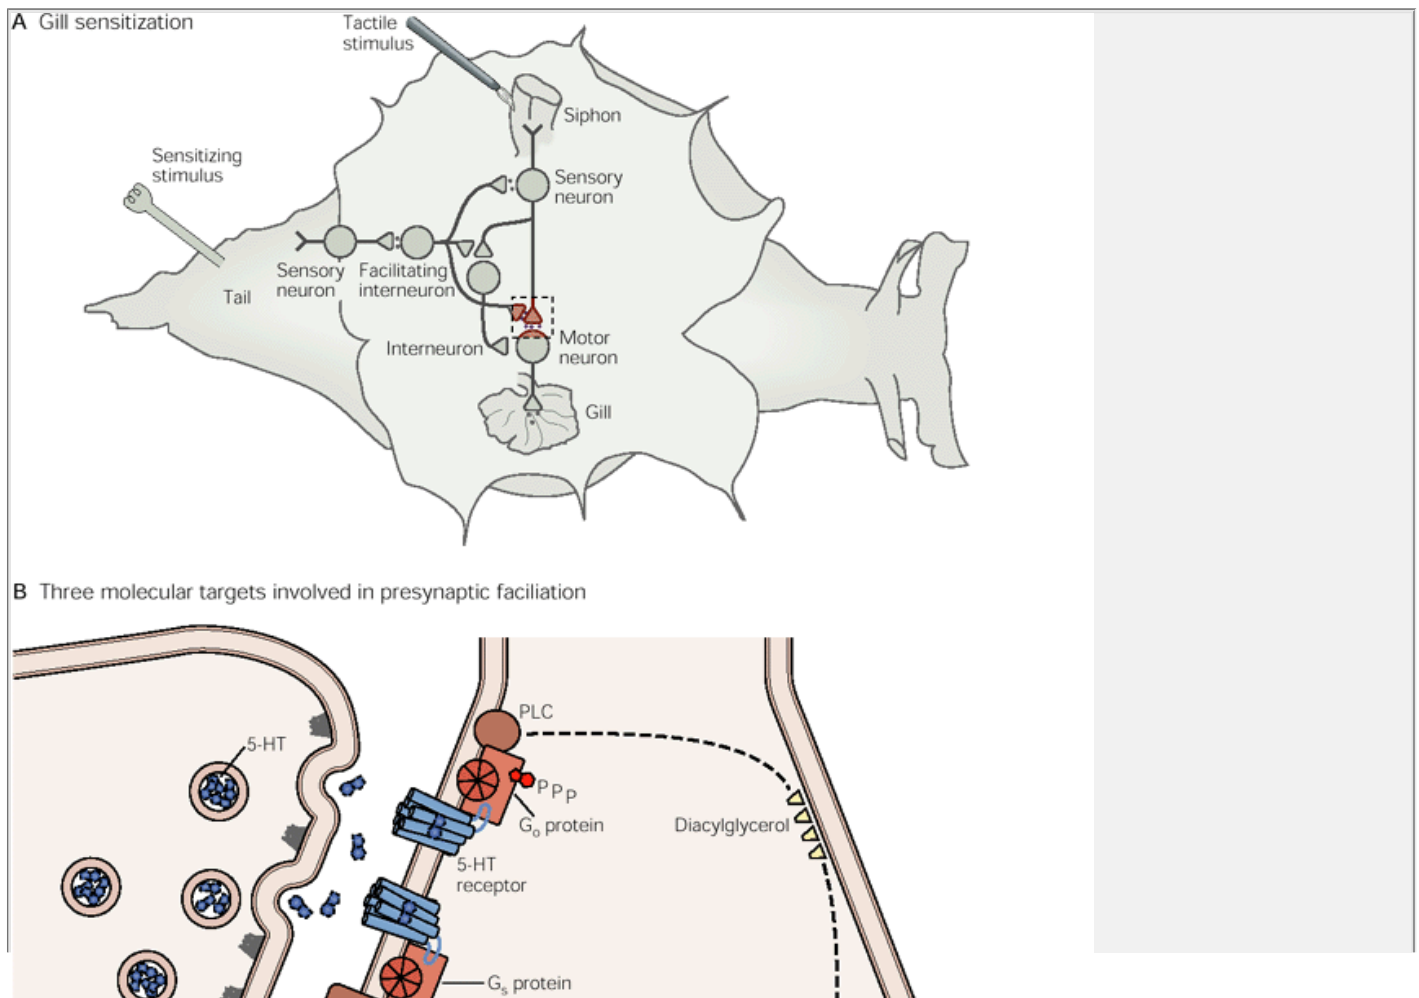 A Gill sensitization
Tactile
stimulus
Siphon
Sensitizing
stimulus
Sensory
neuron
Sensory
neuron
Facilitating
interneuron
Tail
Interneuron
Motor
neuron
Gill
B Three molecular targets involved in presynaptic faciliation
PLC
5-HT
P P P
Go protein
Diacylglycerol
5-HT
receptor
Gs protein